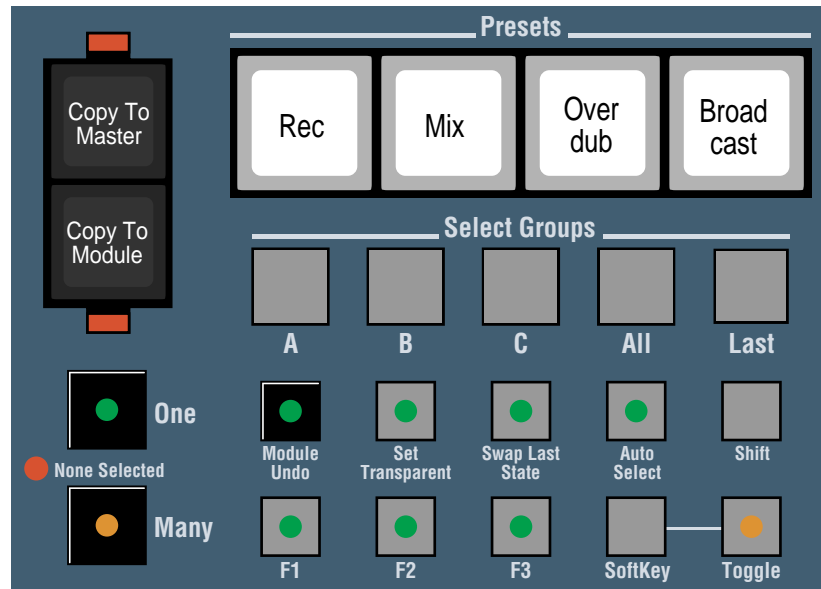 Presets
Copy To
Master
Rec
Mix
Over
dub
Broad
cast
Copy To
Module
Select Groups
A
B
C
All
Last
One
Module
Undo
Set
Transparent
Swap Last
State
Auto
Select
Shift
None Selected
Many
F1
F2
F3
SoftKey
Toggle